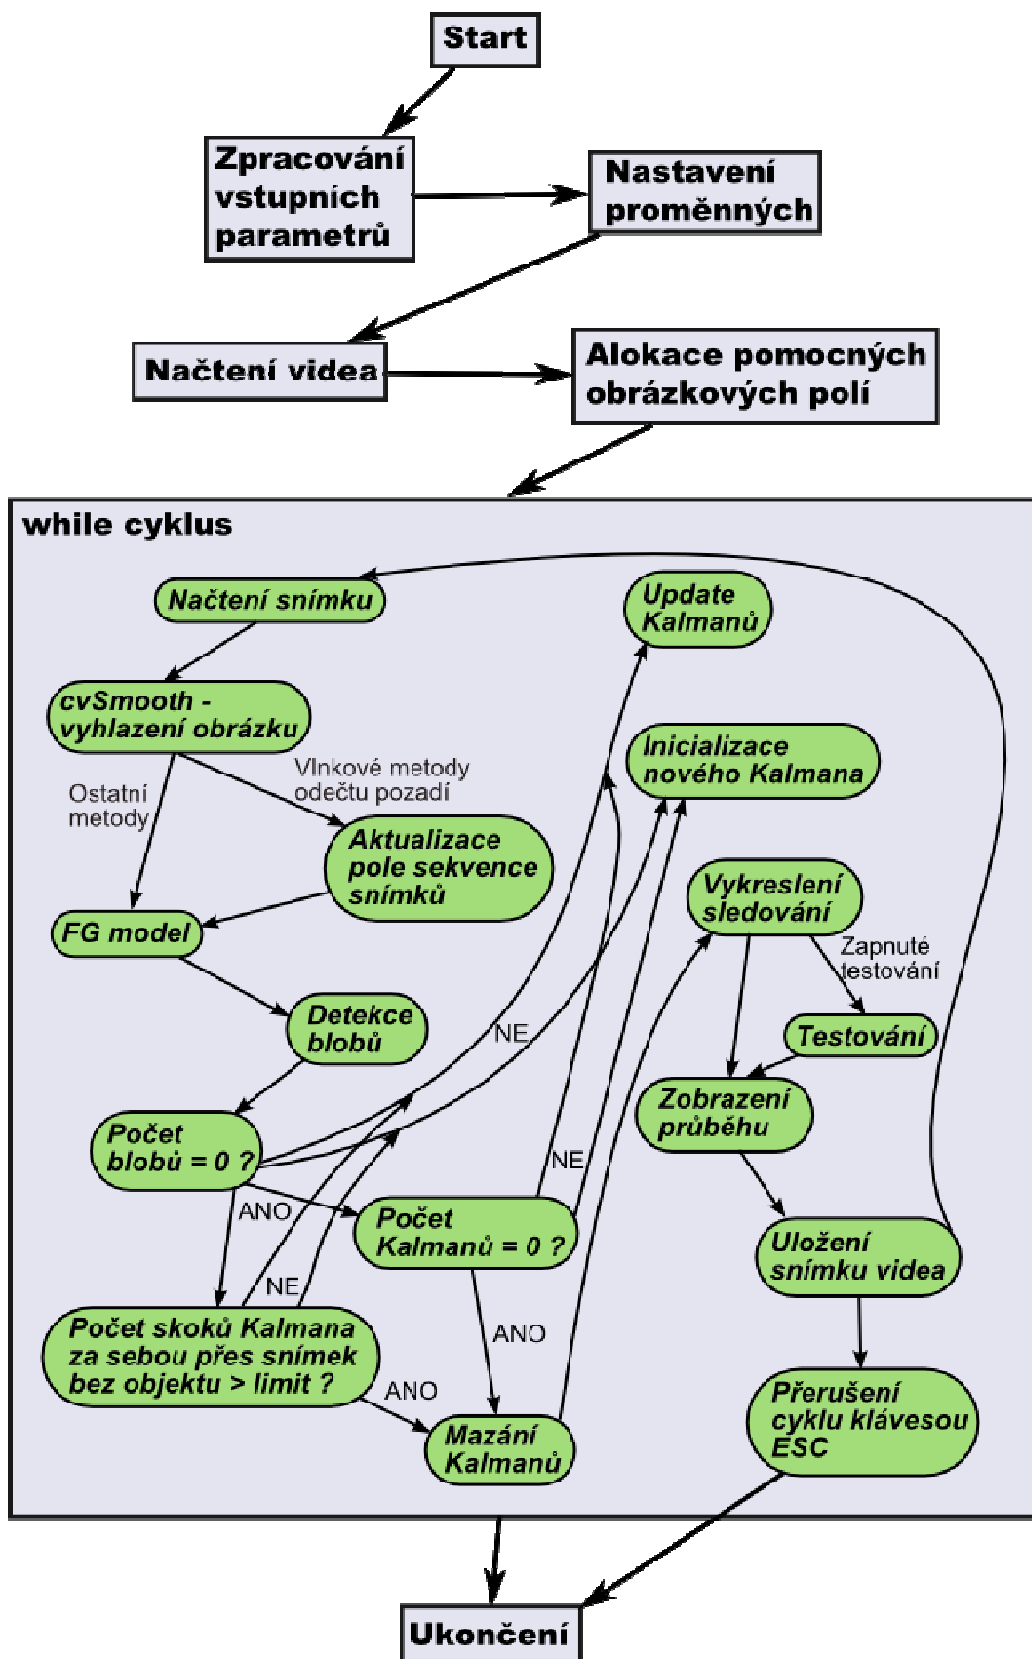 Start
Zpracování
vstupních
parametrů
Nastavení
proměnných
Načtení videa
Alokace pomocných
obrázkových polí
while cyklus
Načtení snímku
Update
Kalmanů
cvSmooth -
vyhlazení obrázku
Inicializace
nového Kalmana
Ostatní
metody
Vlnkové metody
odečtu pozadí
Aktualizace
pole sekvence
snímků
Vykreslení
sledování
FG model
Zapnuté
testování
Detekce
blobů
NE
Testování
Zobrazení
průběhu
Počet
blobů = 0 ?
NE
ANO
Počet
Kalmanů = 0 ?
Uložení
snímku videa
NE
Počet skoků Kalmana
za sebou přes snímek
bez objektu > limit ?
ANO
ANO
Mazání
Kalmanů
Přerušení
cyklu klávesou
ESC
Ukončení